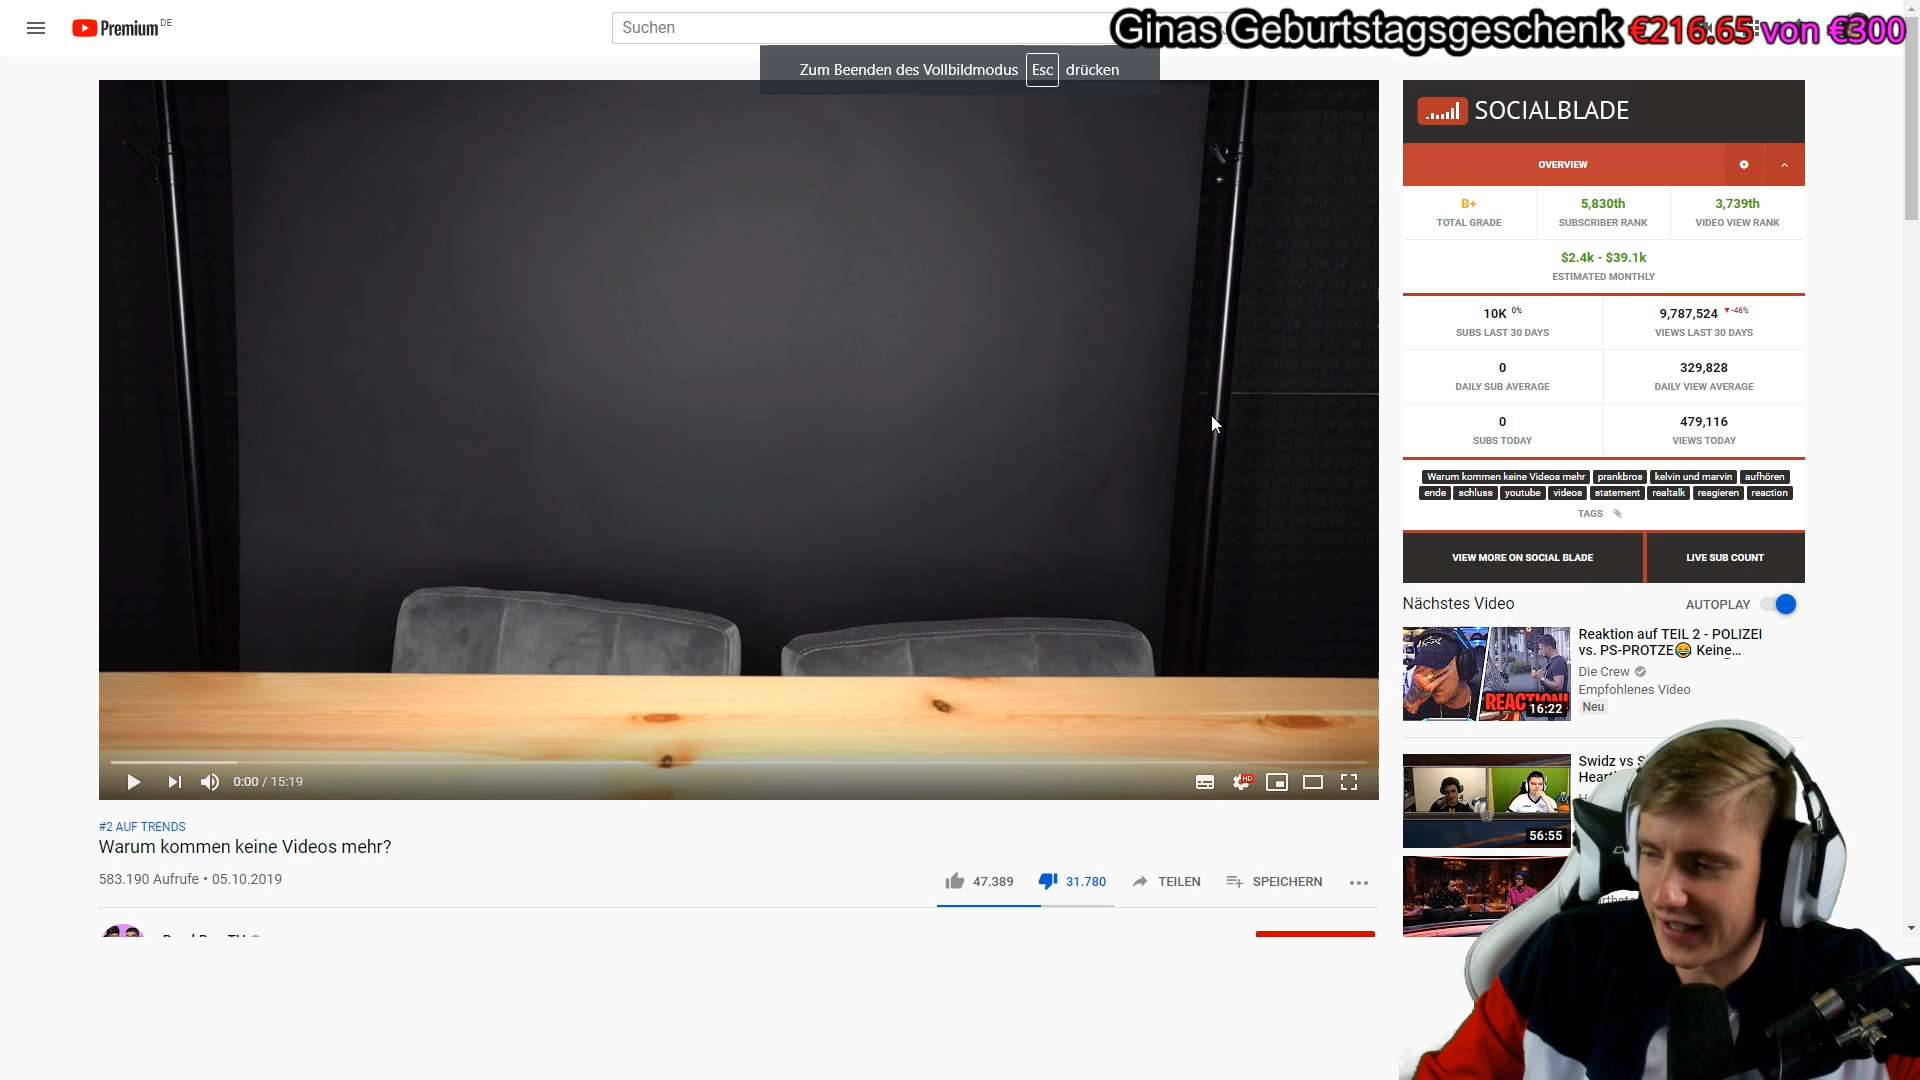 Premium DE
Suchen
Ginas Geburtstagsgeschenk €216.65 von €300
Zum Beenden des Vollbildmodus Esc drücken
SOCIALBLADE
OVERVIEW
B+
TOTAL GRADE
5,830th
SUBSCRIBER RANK
3,739th
VIDEO VIEW RANK
$2.4k - $39.1k
ESTIMATED MONTHLY
10K 0%
SUBS LAST 30 DAYS
9,787,524 ▼-46%
VIEWS LAST 30 DAYS
0
DAILY SUB AVERAGE
329,828
DAILY VIEW AVERAGE
0
SUBS TODAY
479,116
VIEWS TODAY
Warum kommen keine Videos mehr prankbros kelvin und marvin aufhören
ende schluss youtube videos statement realtalk reagieren reaction
TAGS
VIEW MORE ON SOCIAL BLADE
LIVE SUB COUNT
Nächstes Video
AUTOPLAY
REACTION!
16:22
Reaktion auf TEIL 2 - POLIZEI
vs. PS-PROTZE😂 Keine...
Die Crew
Empfohlenes Video
Neu
56:55
Swidz vs
0:00 / 15:19
HD
#2 AUF TRENDS
Warum kommen keine Videos mehr?
583.190 Aufrufe • 05.10.2019
47.389
31.780
TEILEN
SPEICHERN